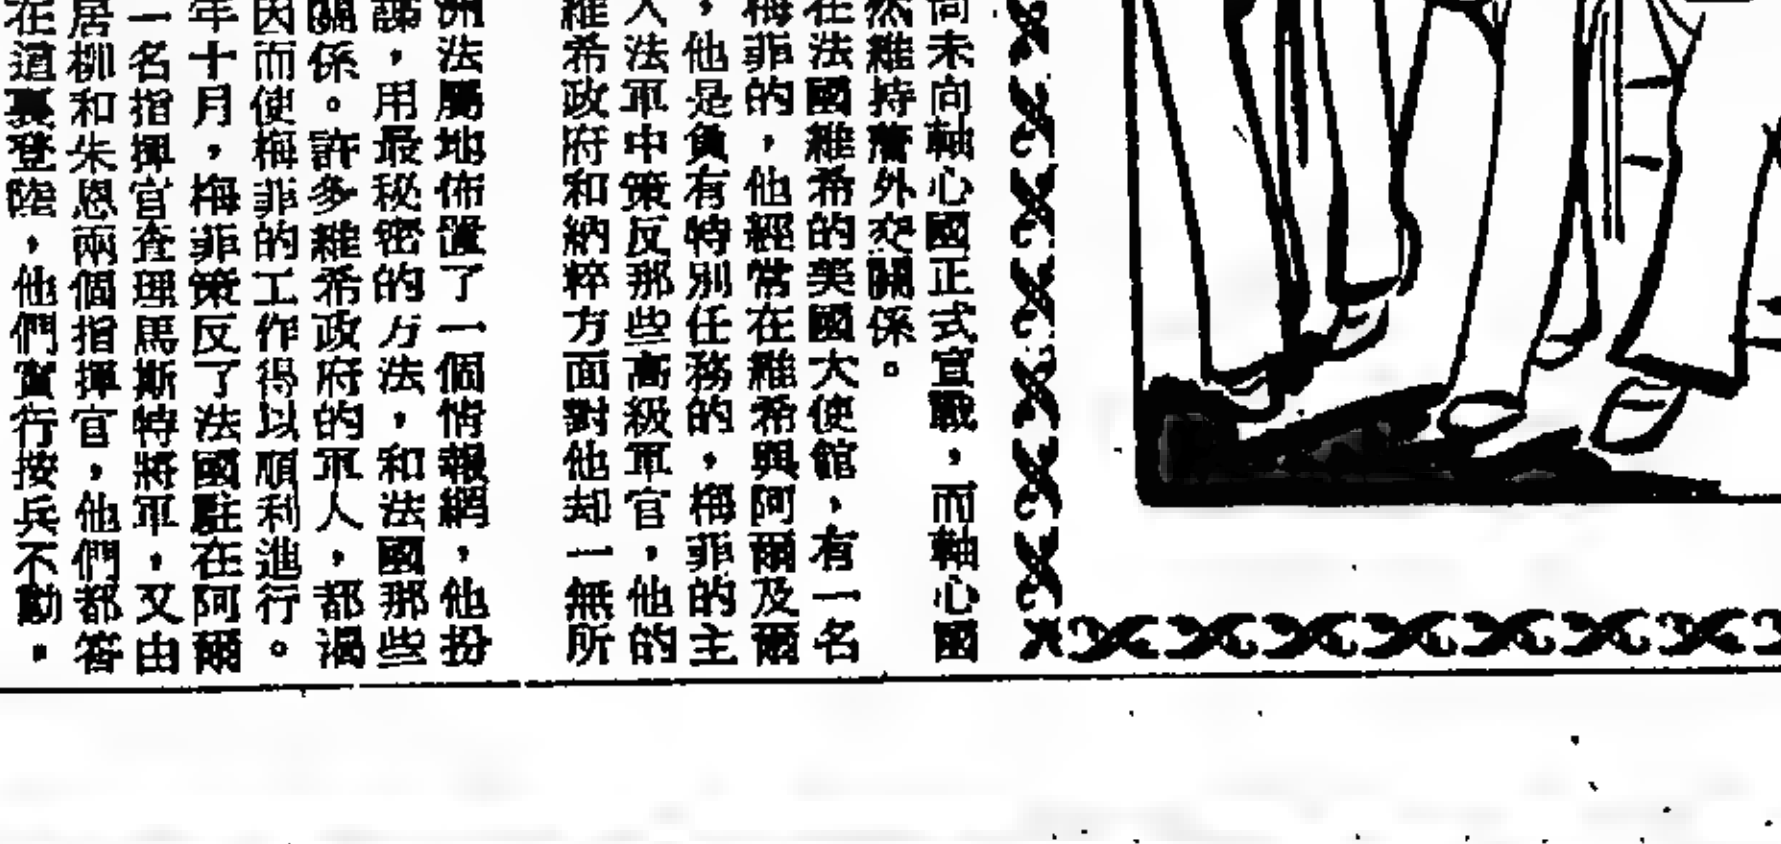 尚未向軸心國正式宣戰，而軸心國
然維持着外交關係。
在法國維希的美國大使館，有一名
梅菲的，他經常在維希與阿爾及爾
，他是負有特別任務的，梅菲的主
入法軍中策反那些高級軍官，他的
維希政府和納粹方面對他却一無所
洲法屬地佈置了一個情報網，他扮
諜，用最秘密的方法，和法國那些
關係。許多維希政府的軍人，都渴
因而使梅菲的工作得以順利進行。
年十月，梅菲策反了法國駐在阿爾
一名指揮官查理馬斯特將軍，又由
居柳和朱恩兩個指揮官，他們都答
在這裏登陸，他們實行按兵不動。